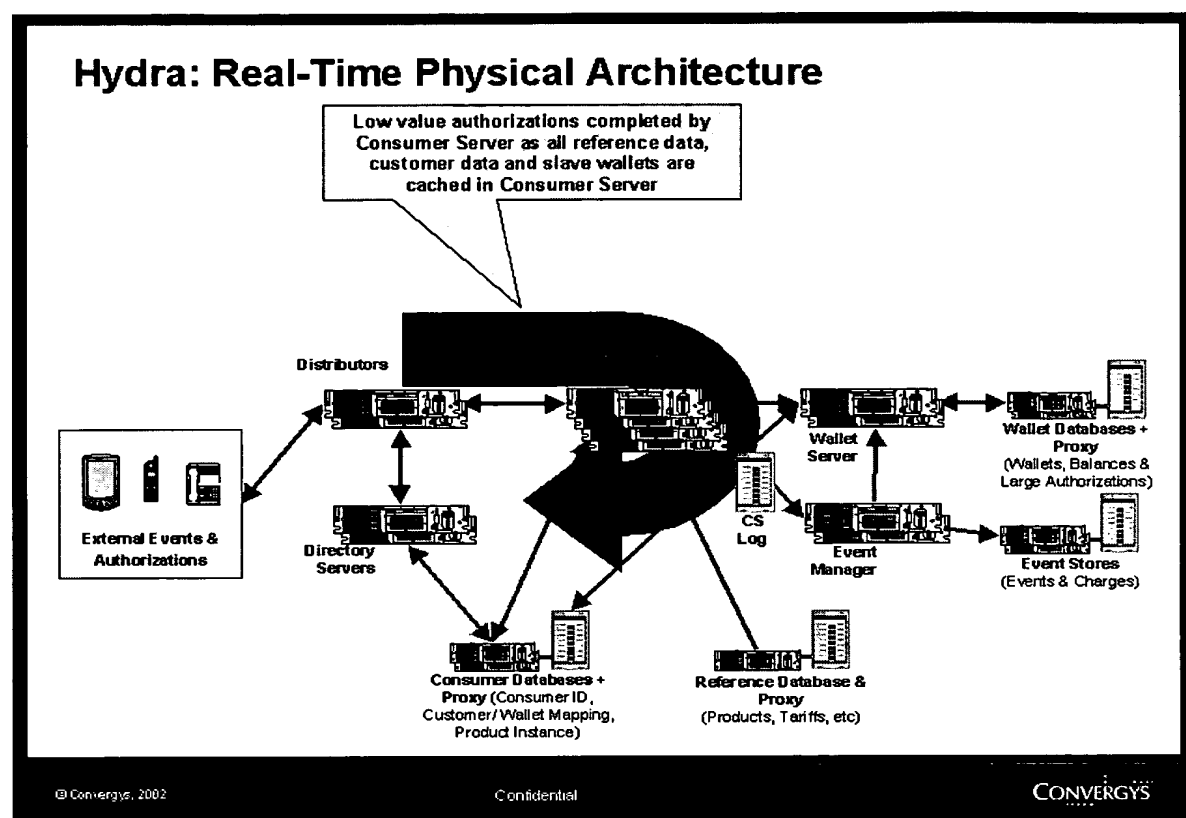 Hydra: Real-Time Physical Architecture
Low value authorizations completed by
Consumer Server as all reference data,
customer data and slave wallets are
cached in Consumer Server
Distributors
External Events &
Authorizations
Directory
Servers
Wallet
Server
Wallet Databases +
Proxy
(Wallets, Balances &
Large Authorizations)
CS
Log
Event
Manager
Event Stores
(Events & Charges)
Consumer Databases +
Proxy (Consumer ID,
Customer/Wallet Mapping,
Product Instance)
Reference Database &
Proxy
(Products, Tariffs, etc)
© Convergys, 2002
Confidential
CONVERGYS